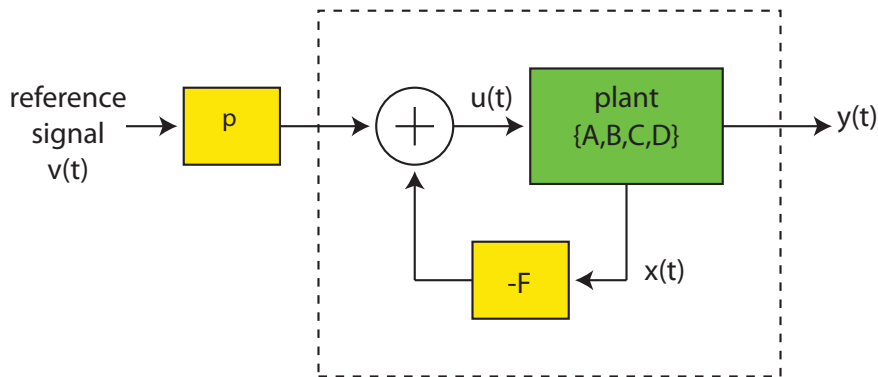 reference
signal
v(t)
p
+
u(t)
plant
{A,B,C,D}
y(t)
-F
x(t)